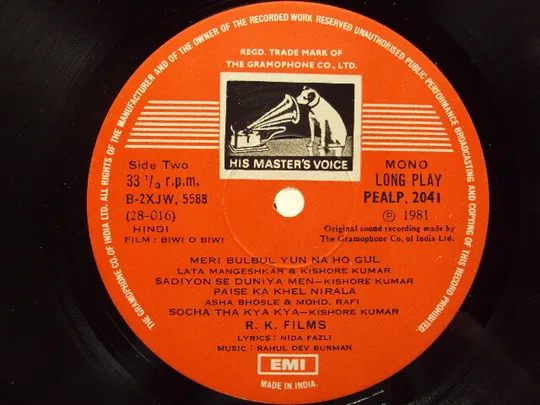 THE GRAMOPHONE CO. OF INDIA LTD. ALL RIGHTS OF THE MANUFACTURER AND OF THE OWNER OF THE RECORDED WORK RESERVED UNAUTHORISED PUBLIC PERFORMANCE BROADCASTING AND COPYING OF THIS RECORD PROHIBITED.
REGD. TRADE MARK OF
THE GRAMOPHONE CO., LTD.
HIS MASTER'S VOICE
Side Two
33 1/3 r.p.m.
B-2XJW, 5588
(28-016)
HINDI
FILM : BIWI O BIWI
MONO
LONG PLAY
PEALP. 2041
Ⓟ 1981
Original sound recording made by
The Gramophone Co, of India Ltd.
MERI BULBUL YUN NA HO GUL
LATA MANGESHKAR & KISHORE KUMAR
SADIYON SE DUNIYA MEN—KISHORE KUMAR
PAISE KA KHEL NIRALA
ASHA BHOSLE & MOHD. RAFI
SOCHA THA KYA KYA—KISHORE KUMAR
R. K. FILMS
LYRICS : NIDA FAZLI
MUSIC : RAHUL DEV BURMAN
EMI
MADE IN INDIA.